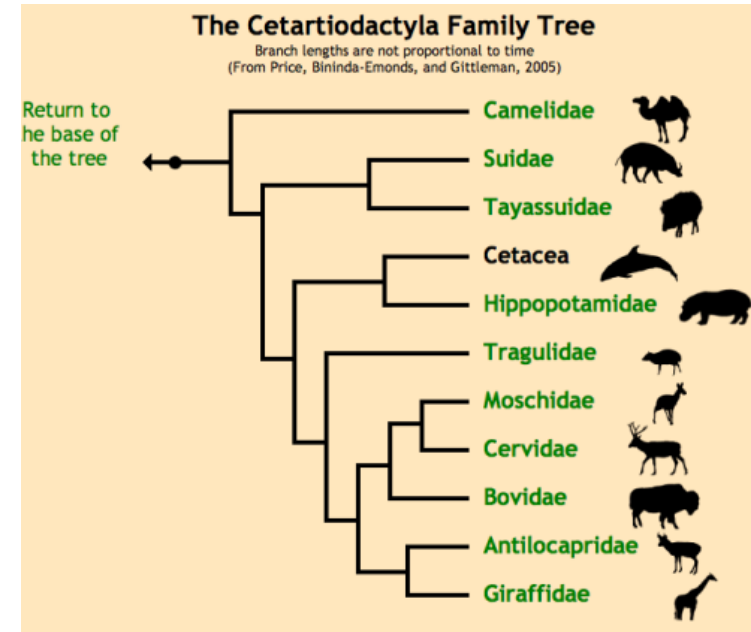 The Cetartiodactyla Family Tree
Branch lengths are not proportional to time
(From Price, Bininda-Emonds, and Gittleman, 2005)
Return to
he base of
the tree
Camelidae
Suidae
Tayassuidae
Cetacea
Hippopotamidae
Tragulidae
Moschidae
Cervidae
Bovidae
Antilocapridae
Giraffidae